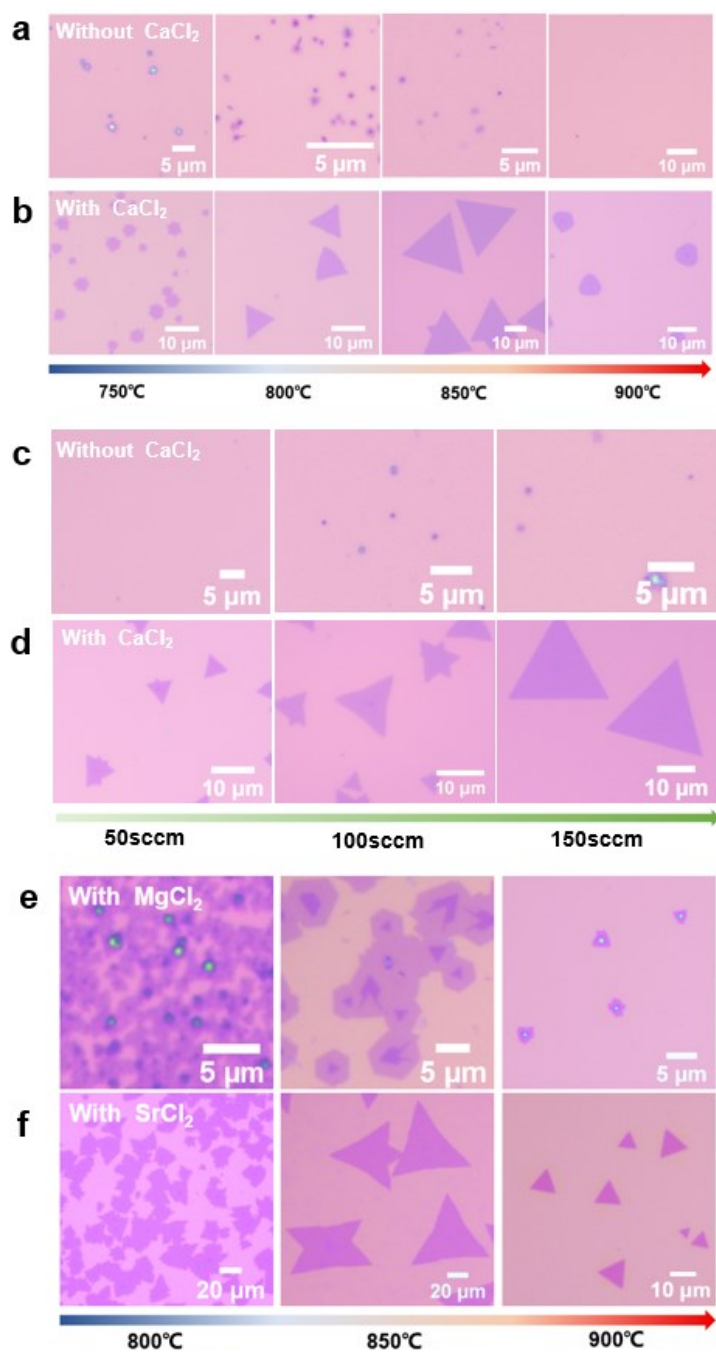 a
Without CaCl₂
5 μm
5 μm
5 μm
10 μm
b
With CaCl₂
10 μm
10 μm
10 μm
10 μm
750℃
800℃
850℃
900℃
c
Without CaCl₂
5 μm
5 μm
5 μm
d
With CaCl₂
10 μm
10 μm
10 μm
50sccm
100sccm
150sccm
e
With MgCl₂
5 μm
5 μm
5 μm
f
With SrCl₂
20 μm
20 μm
10 μm
800℃
850℃
900℃